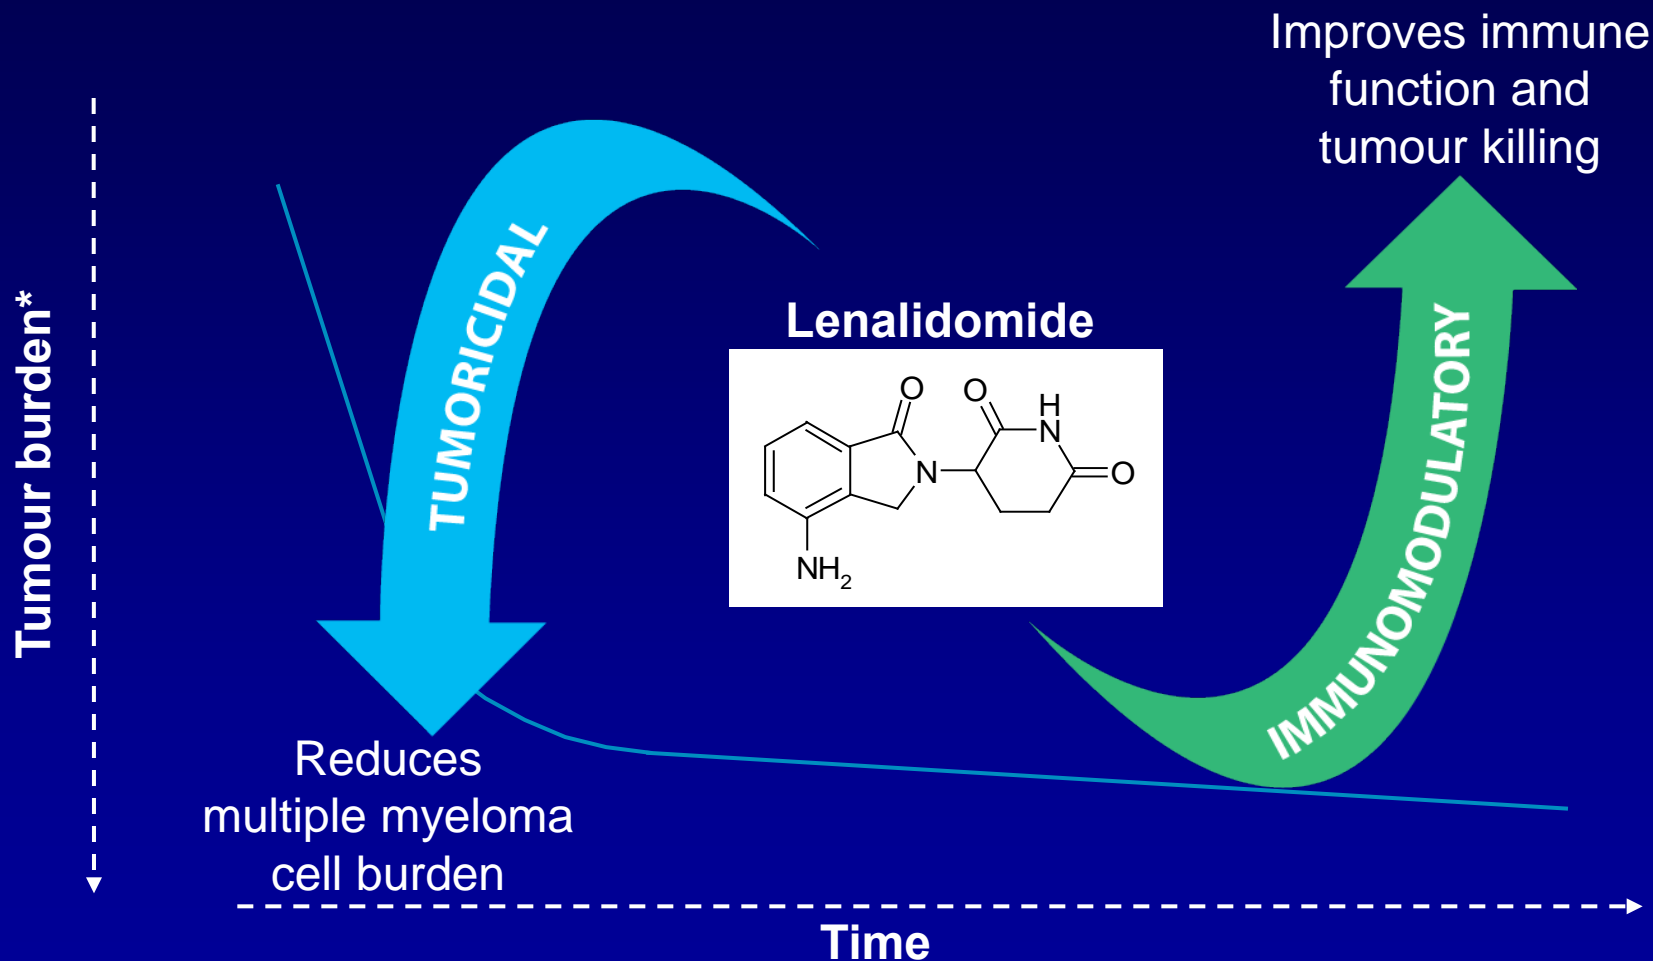 Improves immune
function and
tumour killing
Tumour burden*
TUMORICIDAL
Lenalidomide
O
O
H
N
N
O
NH2
IMMUNOMODULATORY
Reduces
multiple myeloma
cell burden
Time